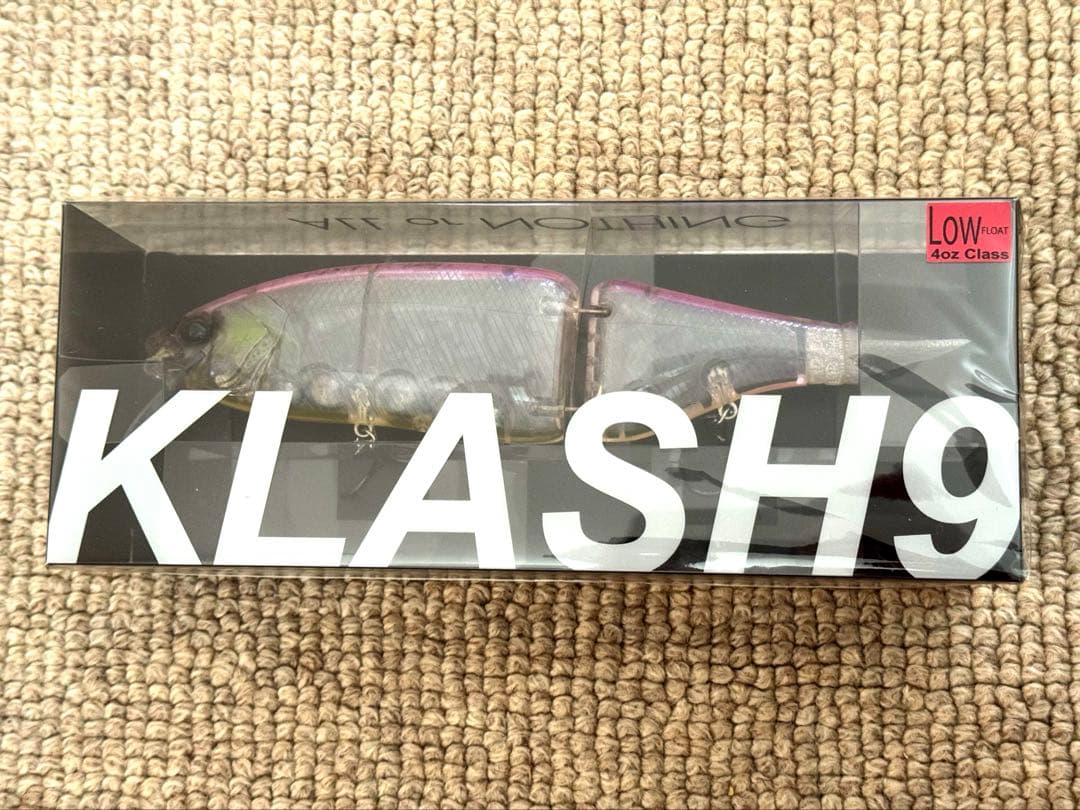 ALL or NOTHING
LOW FLOAT
4oz Class
KLASH9